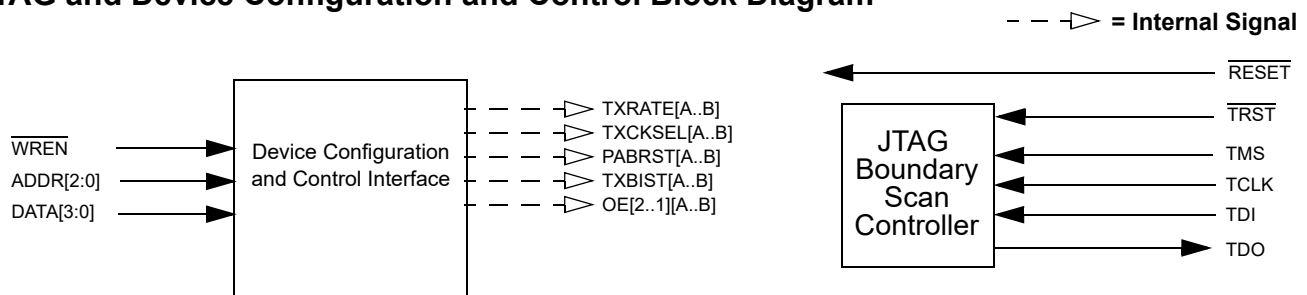 JTAG and Device Configuration and Control Block Diagram
= Internal Signal
WREN
ADDR[2:0]
DATA[3:0]
Device Configuration
and Control Interface
TXRATE[A..B]
TXCKSEL[A..B]
PABRST[A..B]
TXBIST[A..B]
OE[2..1][A..B]
JTAG
Boundary
Scan
Controller
RESET
TRST
TMS
TCLK
TDI
TDO